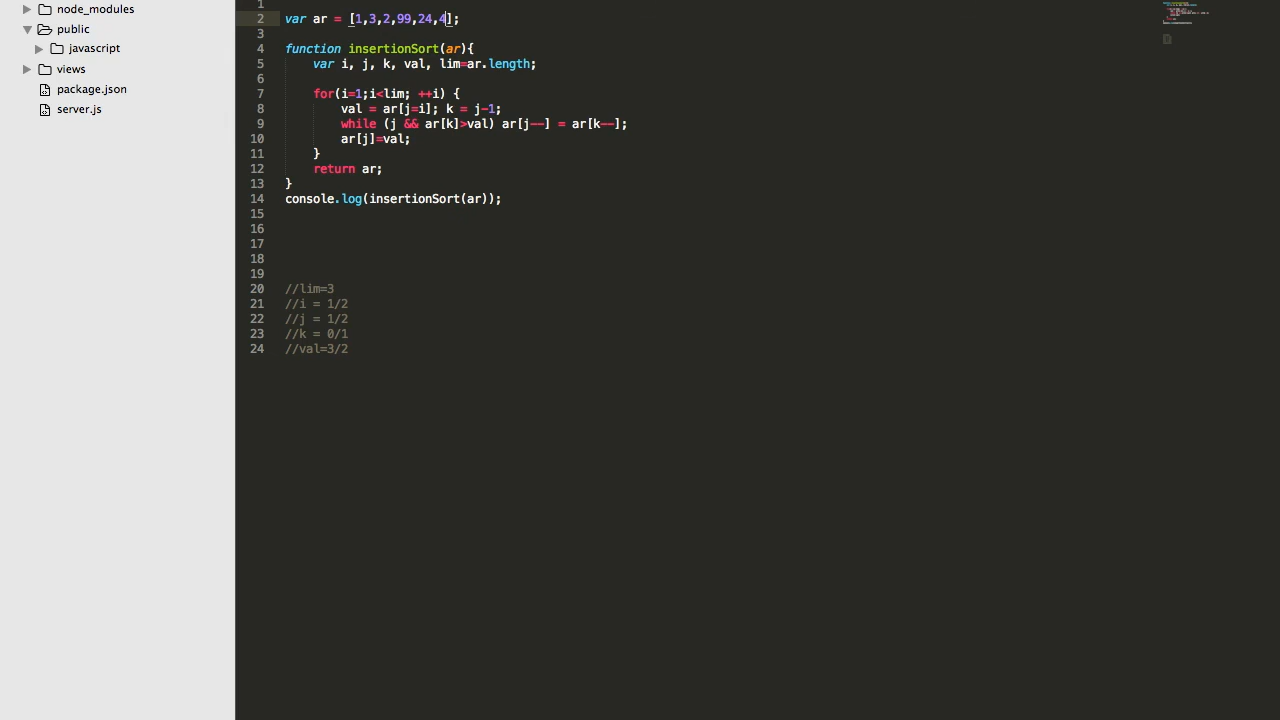 node_modules
public
javascript
views
package.json
server.js
1
2 var ar = [1,3,2,99,24,4];
3
4 function insertionSort(ar){
5 var i, j, k, val, lim=ar.length;
6
7 for(i=1;i<lim; ++i) {
8 val = ar[j=i]; k = j-1;
9 while (j && ar[k]>val) ar[j--] = ar[k--];
10 ar[j]=val;
11 }
12 return ar;
13 }
14 console.log(insertionSort(ar));
15
16
17
18
19
20 //lim=3
21 //i = 1/2
22 //j = 1/2
23 //k = 0/1
24 //val=3/2